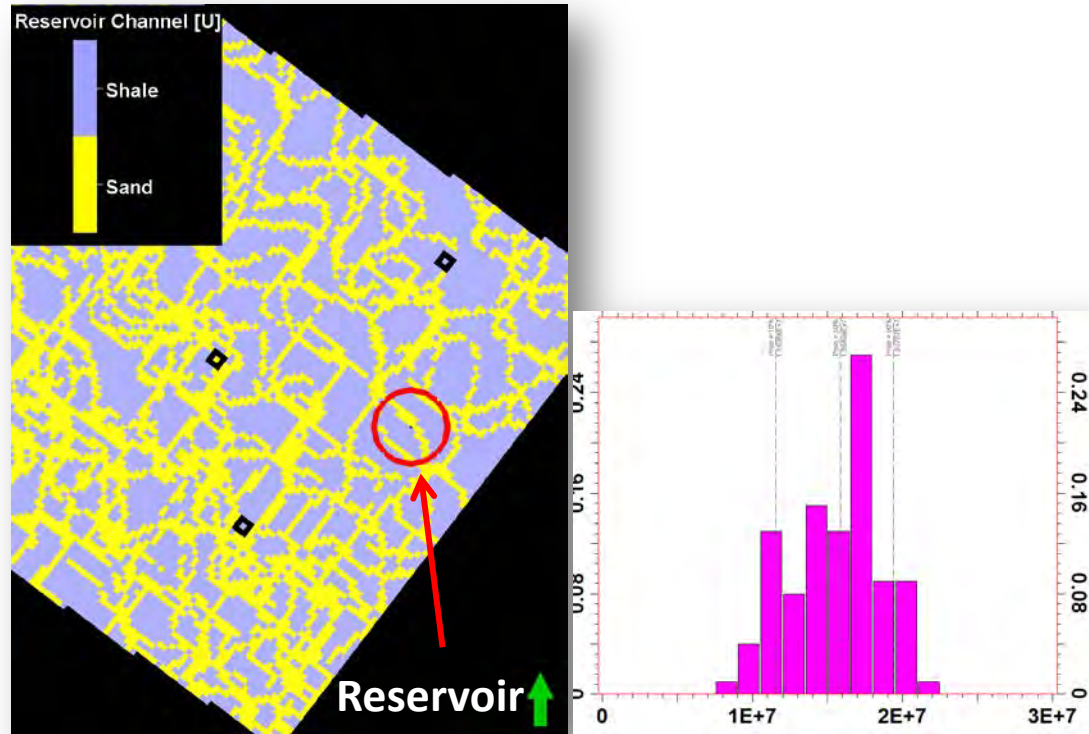 Reservoir Channel [U]
Shale
Sand
Reservoir
0.24
0.16
0.08
0
0.24
0.16
0.08
0
0
1E+7
2E+7
3E+7